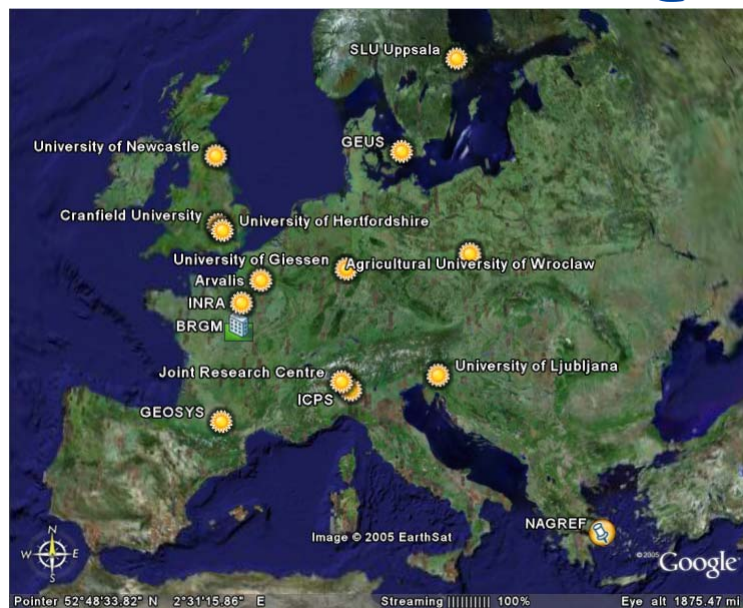 SLU Uppsala
University of Newcastle
GEUS
Cranfield University
University of Hertfordshire
University of Giessen
Agricultural University of Wroclaw
Arvalis
INRA
BRGM
Joint Research Centre
University of Ljubljana
ICPS
GEOSYS
NAGREF
N
W
E
S
Image © 2005 EarthSat
© 2005 Google
Pointer 52°48'33.82" N 2°31'15.86" E
Streaming |||||||||| 100%
Eye alt 1875.47 mi